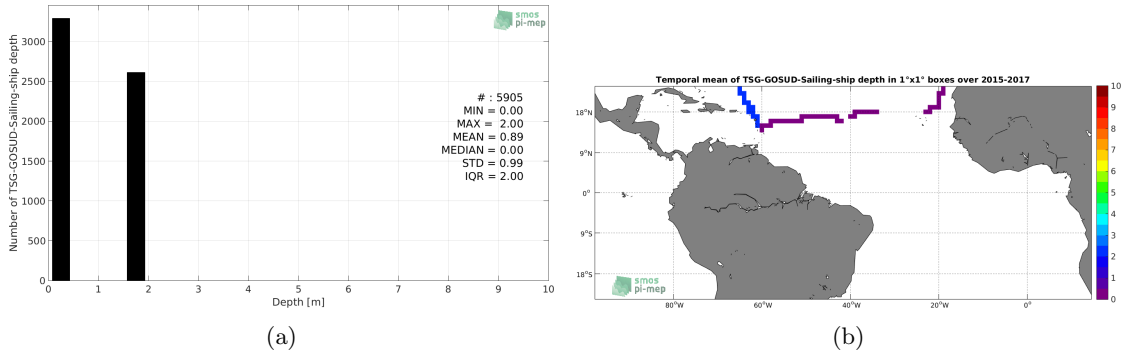 smos
pi-mep
Number of TSG-GOSUD-Sailing-ship depth
3000
2500
2000
1500
1000
500
0
# : 5905
MIN = 0.00
MAX = 2.00
MEAN = 0.89
MEDIAN = 0.00
STD = 0.99
IQR = 2.00
0 1 2 3 4 5 6 7 8 9 10
Depth [m]
(a)
Temporal mean of TSG-GOSUD-Sailing-ship depth in 1°x1° boxes over 2015-2017
18°N
9°N
0°
9°S
18°S
80°W 60°W 40°W 20°W 0°
smos
pi-mep
10
9
8
7
6
5
4
3
2
1
0
(b)